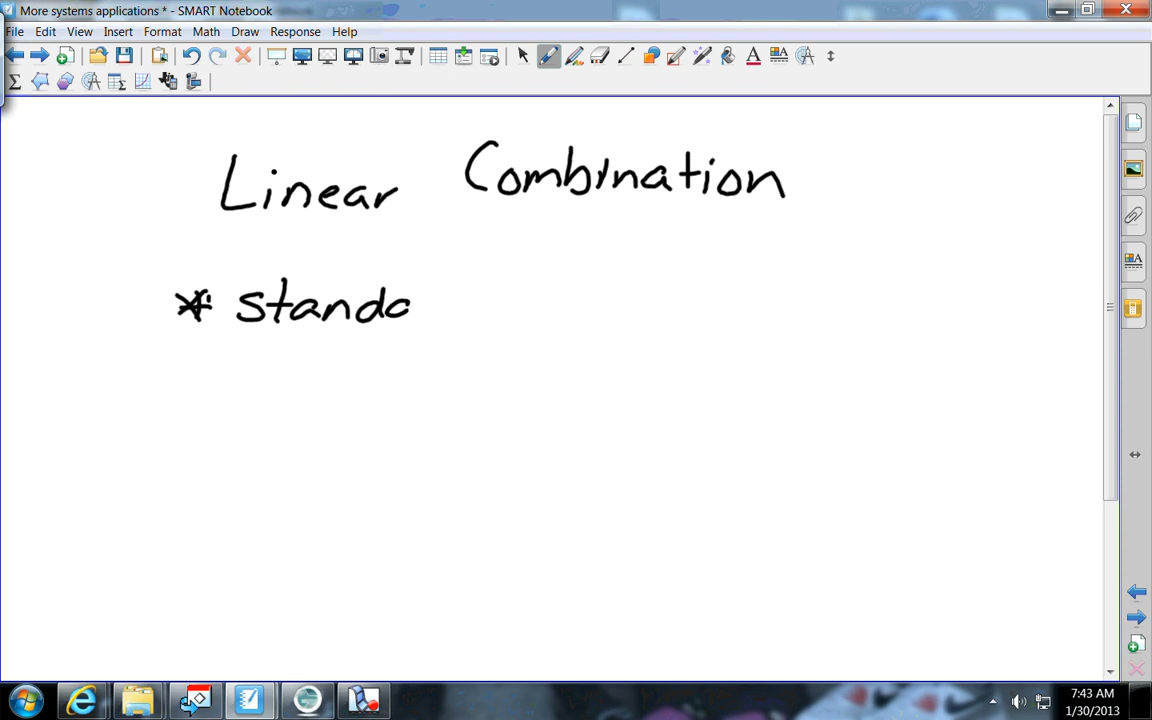 More systems applications * - SMART Notebook
File Edit View Insert Format Math Draw Response Help
Linear Combination
* standa
7:43 AM
1/30/2013